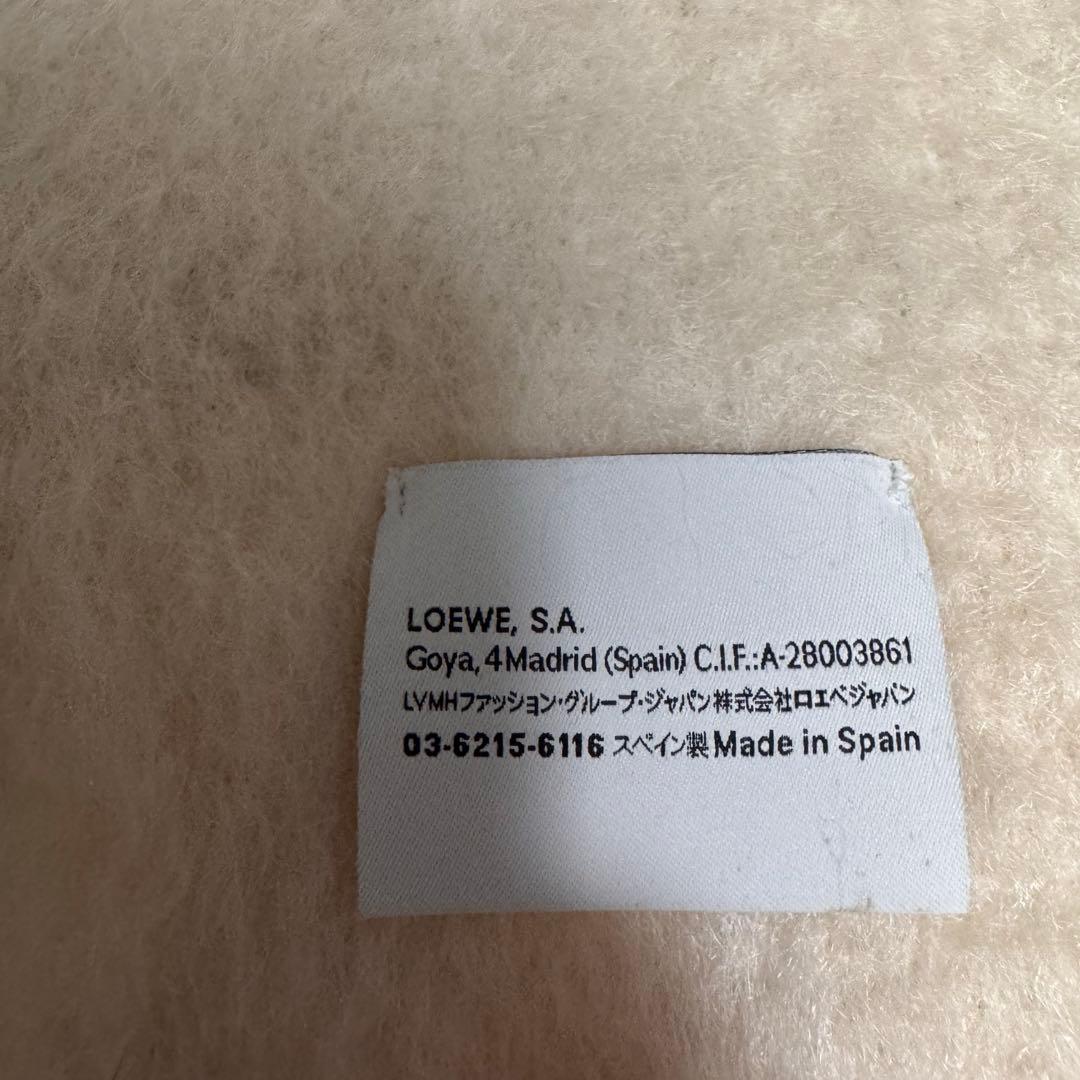 LOEWE, S.A.
Goya, 4 Madrid (Spain) C.I.F.:A-28003861
LVMHファッション・グループ・ジャパン株式会社ロエベジャパン
03-6215-6116 スペイン製 Made in Spain